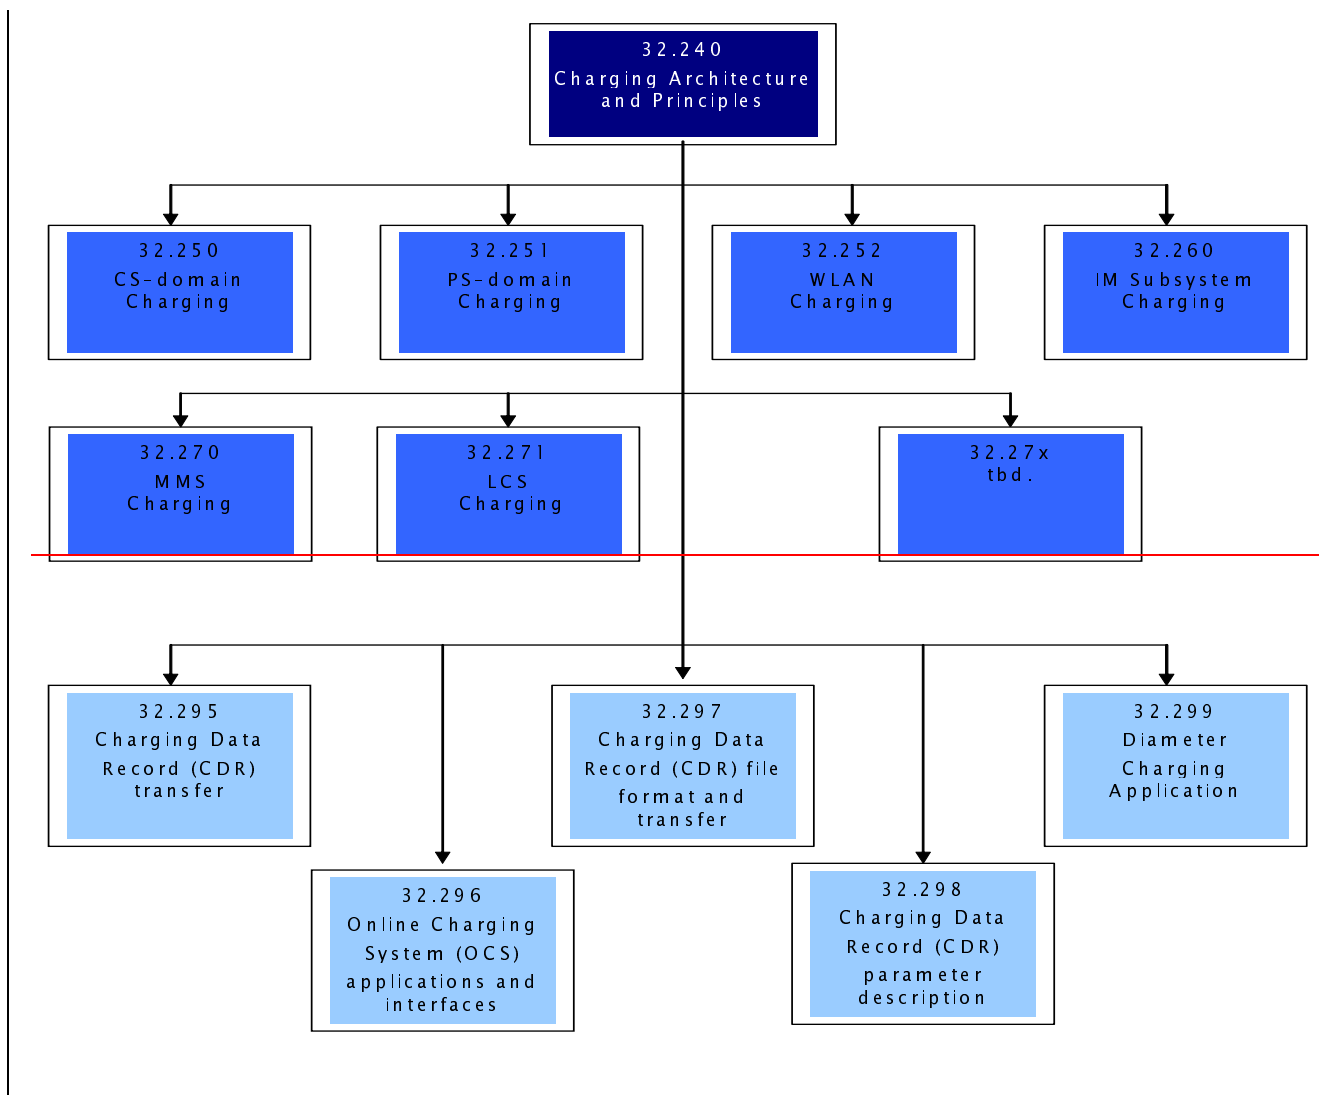 32.240
Charging Architecture
and Principles
32.250
CS-domain
Charging
32.251
PS-domain
Charging
32.252
WLAN
Charging
32.260
IM Subsystem
Charging
32.270
MMS
Charging
32.271
LCS
Charging
32.27x
tbd.
32.295
Charging Data
Record (CDR)
transfer
32.297
Charging Data
Record (CDR) file
format and
transfer
32.299
Diameter
Charging
Application
32.296
Online Charging
System (OCS)
applications and
interfaces
32.298
Charging Data
Record (CDR)
parameter
description